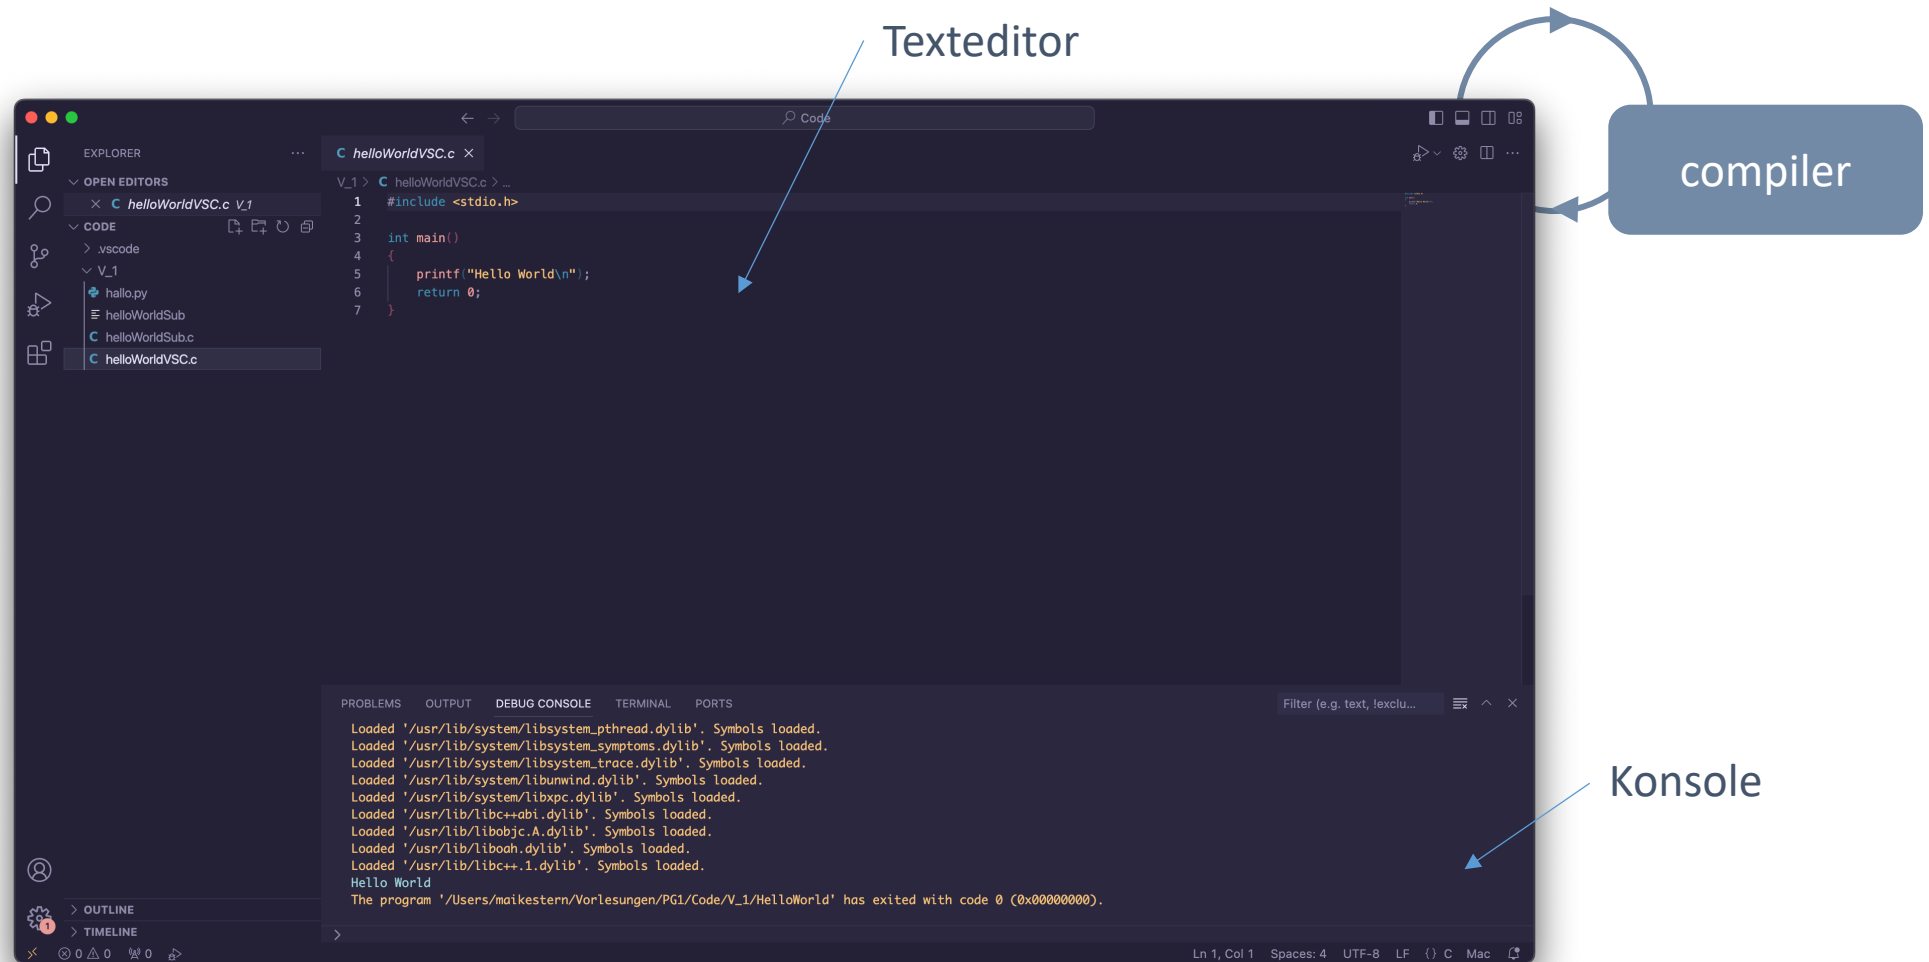 Texteditor
compiler
Code
EXPLORER
OPEN EDITORS
helloWorldVSC.c V_1
CODE
.vscode
V_1
hallo.py
helloWorldSub
helloWorldSub.c
helloWorldVSC.c
OUTLINE
TIMELINE
C helloWorldVSC.c
V_1 > C helloWorldVSC.c > ...
1 #include <stdio.h>
2
3 int main()
4 {
5 printf("Hello World\n");
6 return 0;
7 }
PROBLEMS OUTPUT DEBUG CONSOLE TERMINAL PORTS
Filter (e.g. text, !exclu...
Loaded '/usr/lib/system/libsystem_pthread.dylib'. Symbols loaded.
Loaded '/usr/lib/system/libsystem_symptoms.dylib'. Symbols loaded.
Loaded '/usr/lib/system/libsystem_trace.dylib'. Symbols loaded.
Loaded '/usr/lib/system/libunwind.dylib'. Symbols loaded.
Loaded '/usr/lib/system/libxpc.dylib'. Symbols loaded.
Loaded '/usr/lib/libc++abi.dylib'. Symbols loaded.
Loaded '/usr/lib/libobjc.A.dylib'. Symbols loaded.
Loaded '/usr/lib/liboah.dylib'. Symbols loaded.
Loaded '/usr/lib/libc++.1.dylib'. Symbols loaded.
Hello World
The program '/Users/maikestern/Vorlesungen/PG1/Code/V_1/HelloWorld' has exited with code 0 (0x00000000).
>
Konsole
1
0 0 0
Ln 1, Col 1 Spaces: 4 UTF-8 LF {} C Mac